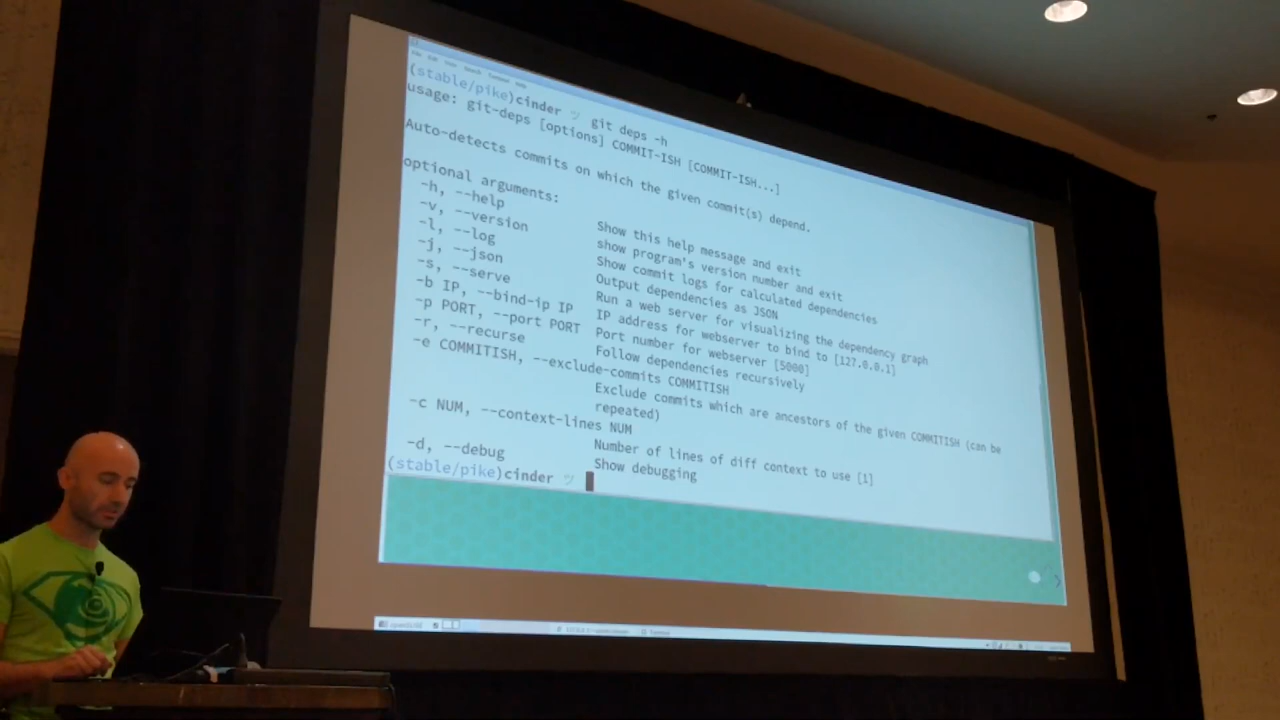 File Edit View Search Terminal Help
(stable/pike)cinder ツ git deps -h
usage: git-deps [options] COMMIT-ISH [COMMIT-ISH...]
Auto-detects commits on which the given commit(s) depend.
optional arguments:
-h, --help Show this help message and exit
-v, --version show program's version number and exit
-l, --log Show commit logs for calculated dependencies
-j, --json Output dependencies as JSON
-s, --serve Run a web server for visualizing the dependency graph
-b IP, --bind-ip IP IP address for webserver to bind to [127.0.0.1]
-p PORT, --port PORT Port number for webserver [5000]
-r, --recurse Follow dependencies recursively
-e COMMITISH, --exclude-commits COMMITISH
Exclude commits which are ancestors of the given COMMITISH (can be
repeated)
-c NUM, --context-lines NUM
Number of lines of diff context to use [1]
-d, --debug Show debugging
(stable/pike)cinder ツ